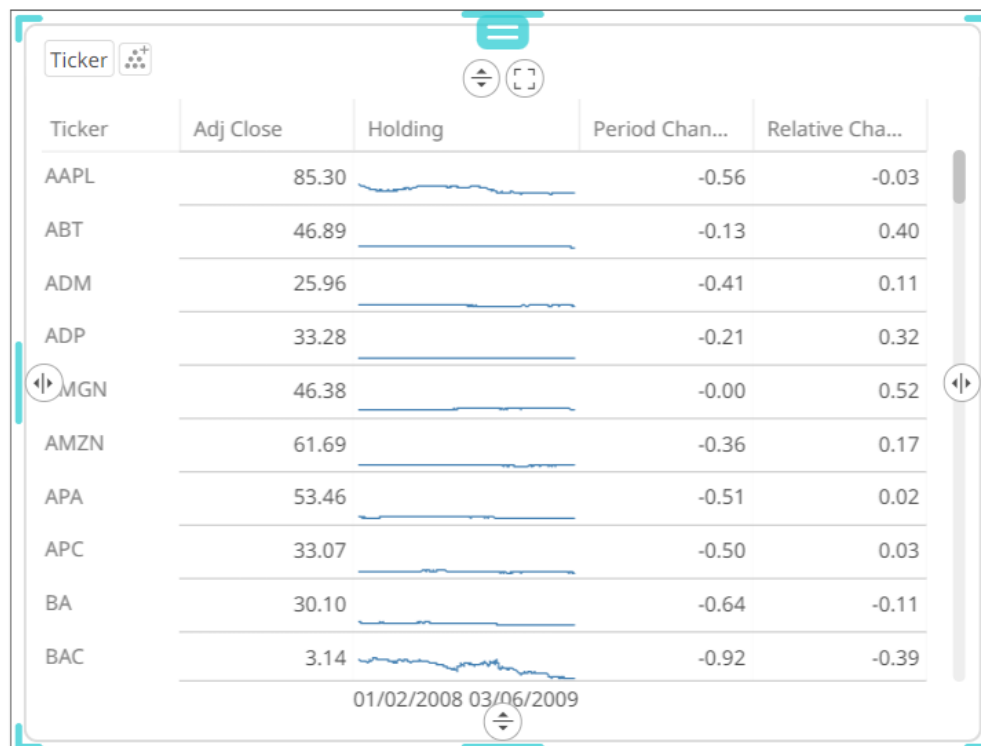 Ticker
Ticker Adj Close Holding Period Chan... Relative Cha...
AAPL 85.30 -0.56 -0.03
ABT 46.89 -0.13 0.40
ADM 25.96 -0.41 0.11
ADP 33.28 -0.21 0.32
MGN 46.38 -0.00 0.52
AMZN 61.69 -0.36 0.17
APA 53.46 -0.51 0.02
APC 33.07 -0.50 0.03
BA 30.10 -0.64 -0.11
BAC 3.14 -0.92 -0.39
01/02/2008 03/06/2009